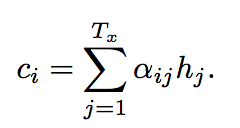 c_i = \sum_{j=1}^{T_x} \alpha_{ij} h_j.